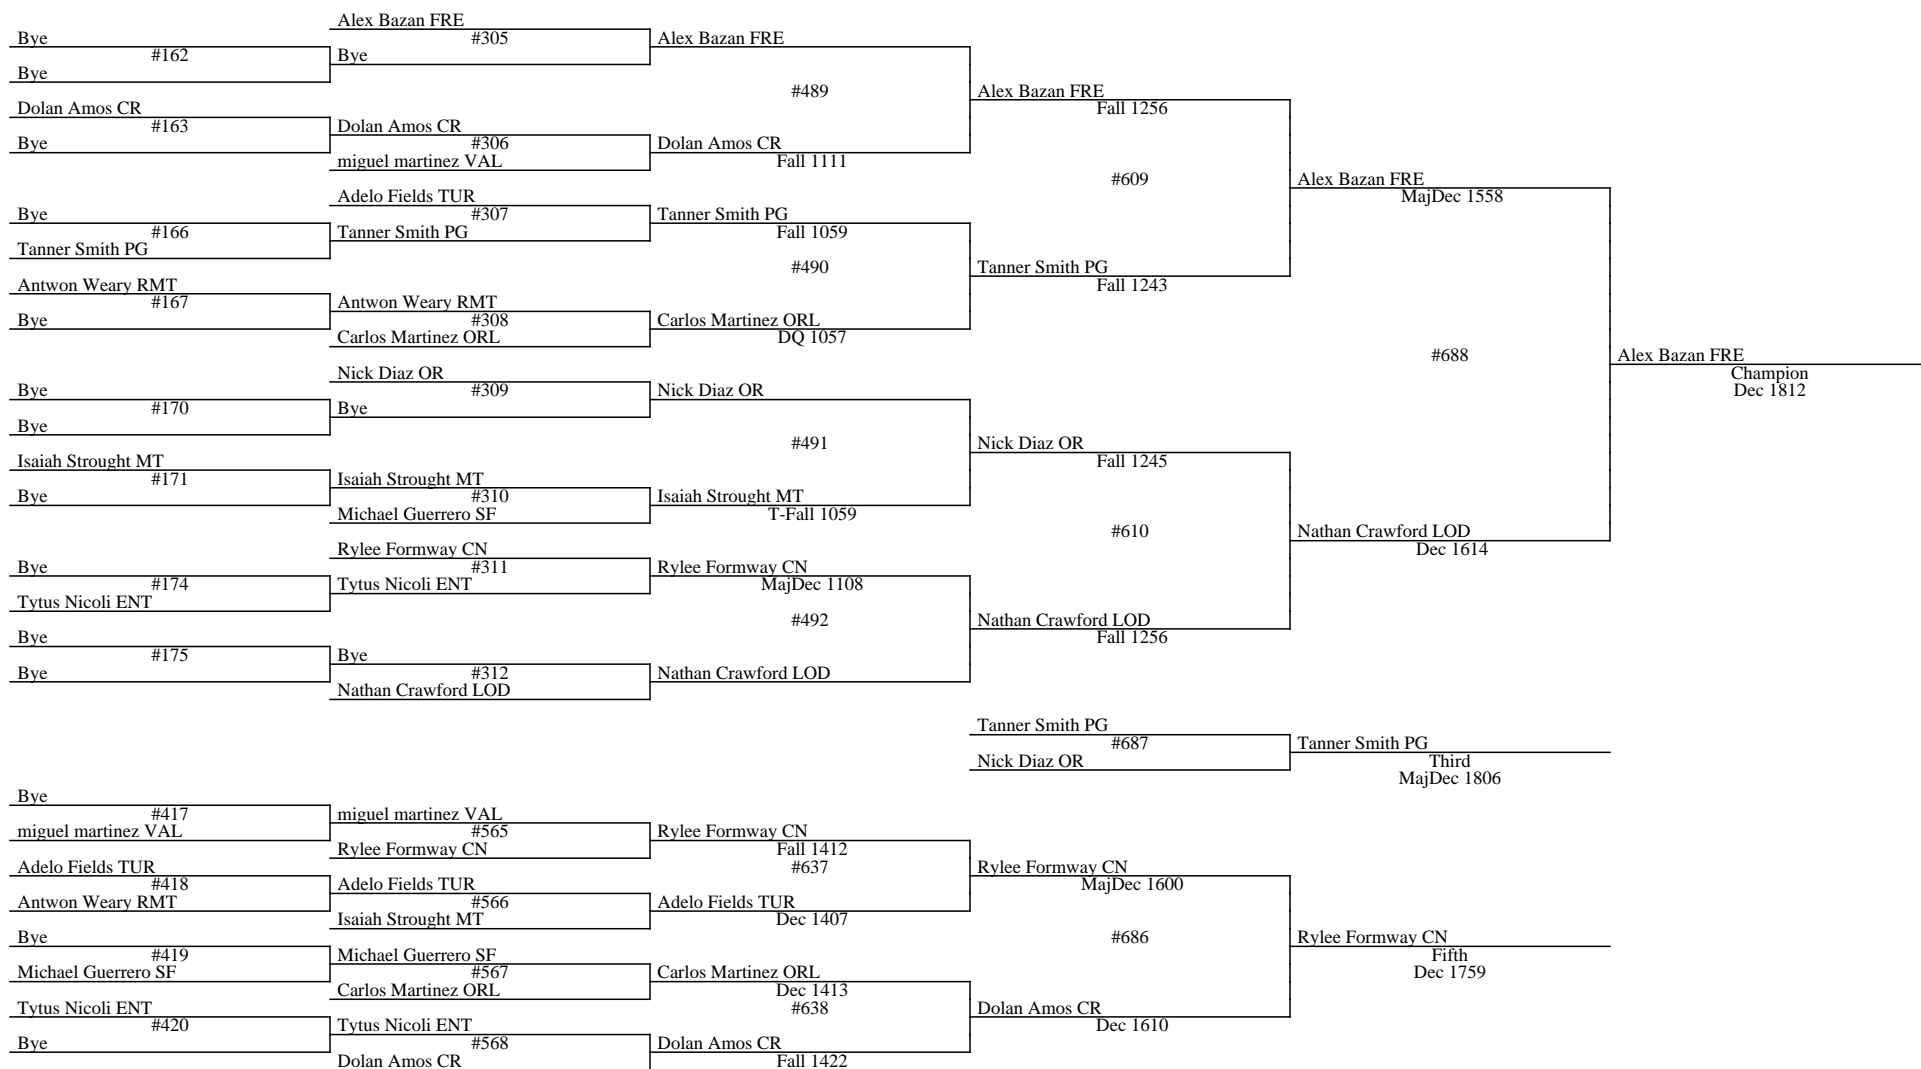 Alex Bazan FRE
Bye
#305
Alex Bazan FRE
#162
Bye
Bye
#489
Alex Bazan FRE
Dolan Amos CR
Fall 1256
#163
Dolan Amos CR
Bye
#306
Dolan Amos CR
miguel martinez VAL
Fall 1111
#609
Alex Bazan FRE
Adelo Fields TUR
MajDec 1558
Bye
#307
Tanner Smith PG
#166
Tanner Smith PG
Fall 1059
Tanner Smith PG
#490
Tanner Smith PG
Antwon Weary RMT
Fall 1243
#167
Antwon Weary RMT
Bye
#308
Carlos Martinez ORL
Carlos Martinez ORL
DQ 1057
#688
Alex Bazan FRE
Nick Diaz OR
Champion
Bye
#309
Nick Diaz OR
Dec 1812
#170
Bye
Bye
#491
Nick Diaz OR
Isaiah Strought MT
Fall 1245
#171
Isaiah Strought MT
Bye
#310
Isaiah Strought MT
Michael Guerrero SF
T-Fall 1059
#610
Nathan Crawford LOD
Rylee Formway CN
Dec 1614
Bye
#311
Rylee Formway CN
#174
Tytus Nicoli ENT
MajDec 1108
Tytus Nicoli ENT
#492
Nathan Crawford LOD
Bye
Fall 1256
#175
Bye
Bye
#312
Nathan Crawford LOD
Nathan Crawford LOD
Tanner Smith PG
#687
Tanner Smith PG
Nick Diaz OR
Third
MajDec 1806
Bye
#417
miguel martinez VAL
miguel martinez VAL
#565
Rylee Formway CN
Rylee Formway CN
Fall 1412
Adelo Fields TUR
#637
Rylee Formway CN
#418
Adelo Fields TUR
MajDec 1600
Antwon Weary RMT
#566
Adelo Fields TUR
Isaiah Strought MT
Dec 1407
Bye
#686
Rylee Formway CN
#419
Michael Guerrero SF
Fifth
Michael Guerrero SF
#567
Carlos Martinez ORL
Dec 1759
Carlos Martinez ORL
Dec 1413
Tytus Nicoli ENT
#638
Dolan Amos CR
#420
Tytus Nicoli ENT
Dec 1610
Bye
#568
Dolan Amos CR
Dolan Amos CR
Fall 1422